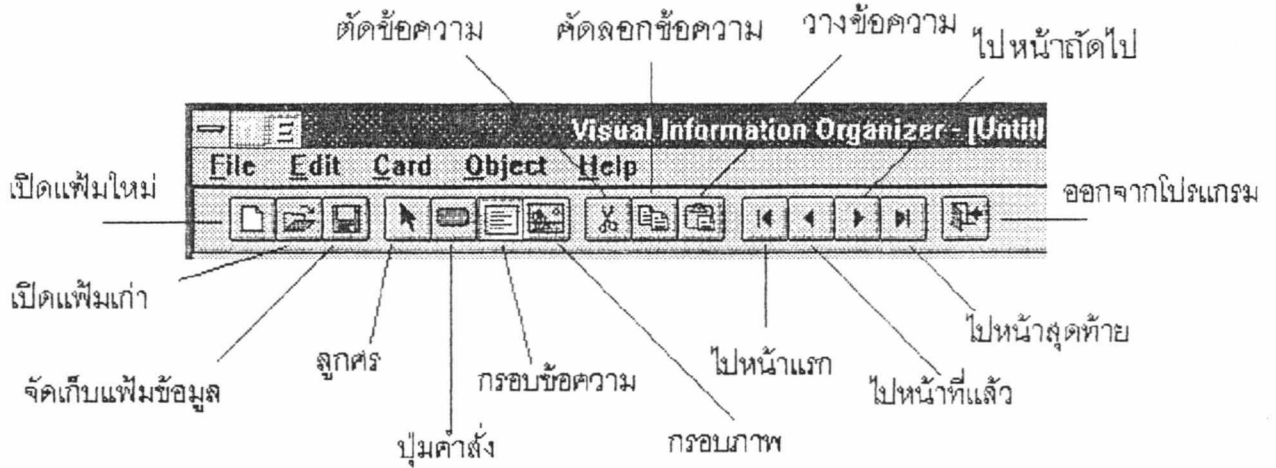 ตัดข้อความ
คัดลอกข้อความ
วางข้อความ
ไปหน้าถัดไป
Visual Information Organizer - [Untitl
File Edit Card Object Help
เปิดแฟ้มใหม่
ออกจากโปรแกรม
เปิดแฟ้มเก่า
จัดเก็บแฟ้มข้อมูล
ลูกศร
ปุ่มคำสั่ง
กรอบข้อความ
กรอบภาพ
ไปหน้าแรก
ไปหน้าที่แล้ว
ไปหน้าสุดท้าย